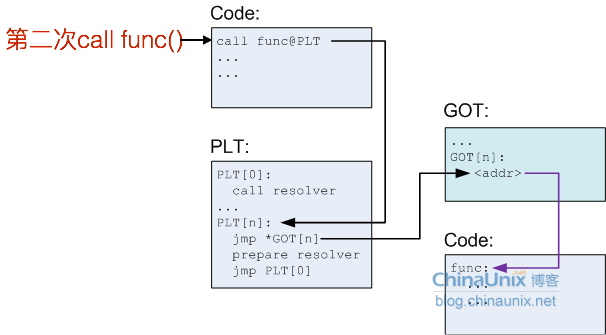 Code:
第二次call func()
call func@PLT
...
...
GOT:
...
GOT[n]:
<addr>
PLT:
PLT[0]:
call resolver
...
PLT[n]:
jmp *GOT[n]
prepare resolver
jmp PLT[0]
Code:
func:
...
...
ChinaUnix.net 博客
blog.chinaunix.net